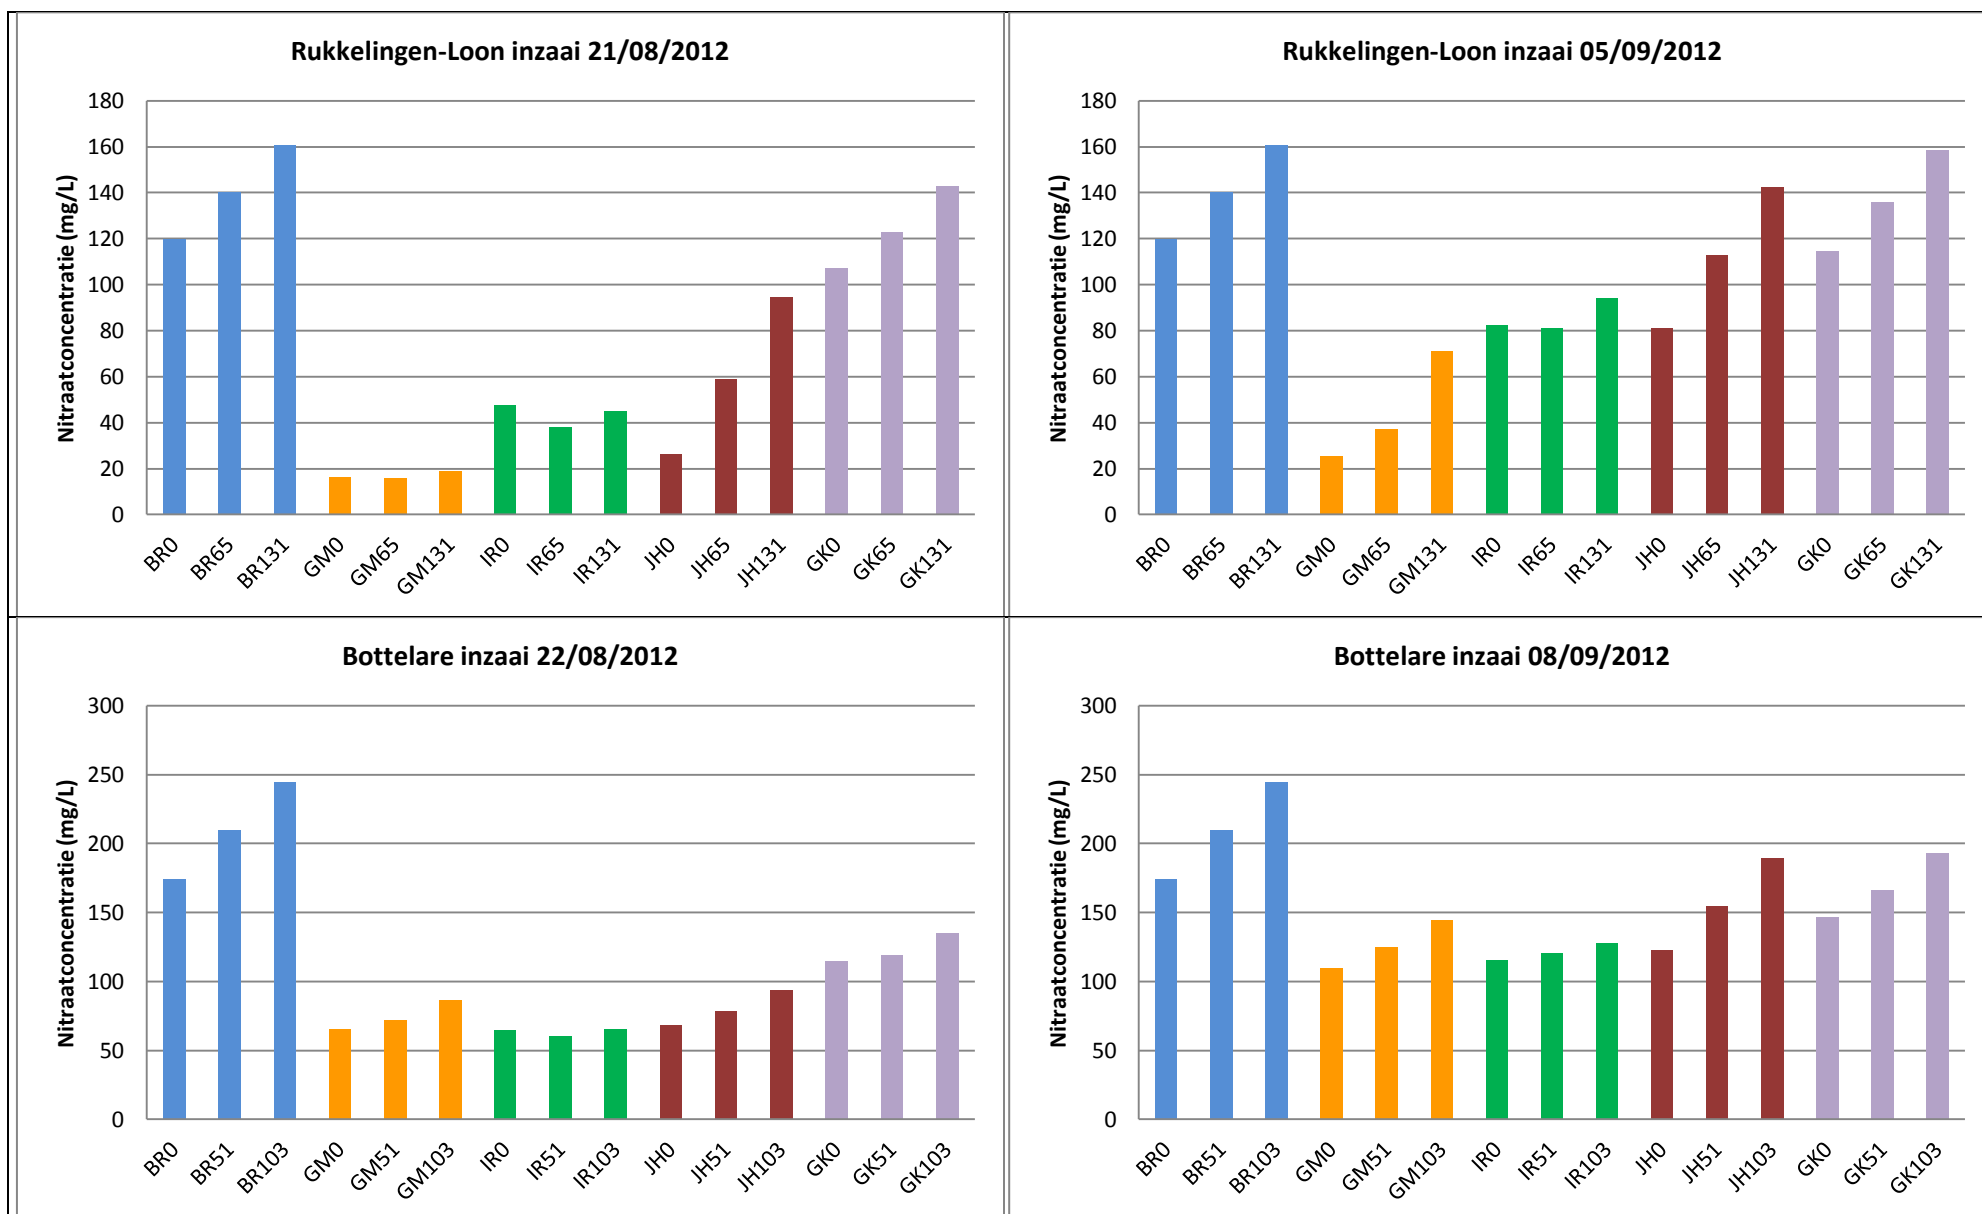 Rukkelingen-Loon inzaai 21/08/2012
Nitraatconcentratie (mg/L)
180
160
140
120
100
80
60
40
20
0
BR0 BR65 BR131 GM0 GM65 GM131 IR0 IR65 IR131 JH0 JH65 JH131 GK0 GK65 GK131
Rukkelingen-Loon inzaai 05/09/2012
Nitraatconcentratie (mg/L)
180
160
140
120
100
80
60
40
20
0
BR0 BR65 BR131 GM0 GM65 GM131 IR0 IR65 IR131 JH0 JH65 JH131 GK0 GK65 GK131
Bottelare inzaai 22/08/2012
Nitraatconcentratie (mg/L)
300
250
200
150
100
50
0
BR0 BR51 BR103 GM0 GM51 GM103 IR0 IR51 IR103 JH0 JH51 JH103 GK0 GK51 GK103
Bottelare inzaai 08/09/2012
Nitraatconcentratie (mg/L)
300
250
200
150
100
50
0
BR0 BR51 BR103 GM0 GM51 GM103 IR0 IR51 IR103 JH0 JH51 JH103 GK0 GK51 GK103